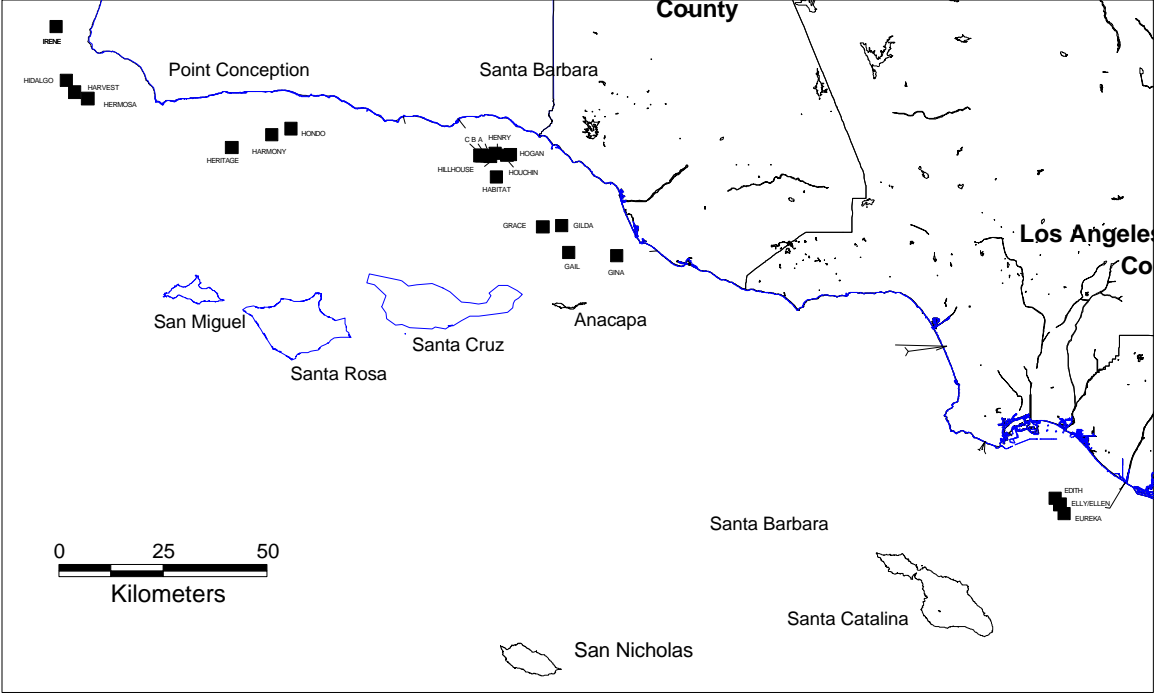 County
IRENE
Point Conception
Santa Barbara
HIDALGO
HARVEST
HERMOSA
HONDO
HARMONY
HERITAGE
C B A
HENRY
HOGAN
HILLHOUSE
HOUCHIN
HABITAT
GRACE
GILDA
GAIL
GINA
Los Angeles
Co
San Miguel
Santa Rosa
Santa Cruz
Anacapa
EDITH
ELLY/ELLEN
EUREKA
Santa Barbara
0 25 50
Kilometers
Santa Catalina
San Nicholas